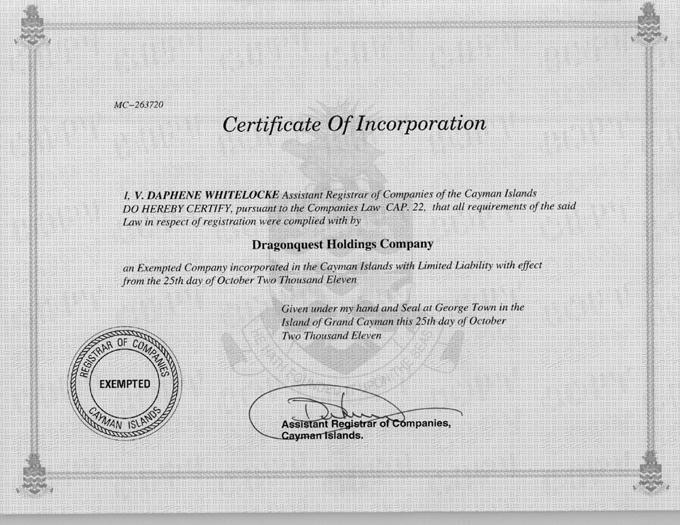 MC-263720
Certificate Of Incorporation
I, V. DAPHENE WHITELOCKE Assistant Registrar of Companies of the Cayman Islands
DO HEREBY CERTIFY, pursuant to the Companies Law CAP. 22, that all requirements of the said
Law in respect of registration were complied with by
Dragonquest Holdings Company
an Exempted Company incorporated in the Cayman Islands with Limited Liability with effect
from the 25th day of October Two Thousand Eleven
Given under my hand and Seal at George Town in the
Island of Grand Cayman this 25th day of October
Two Thousand Eleven
REGISTRAR OF COMPANIES
EXEMPTED
CAYMAN ISLANDS
Assistant Registrar of Companies,
Cayman Islands.